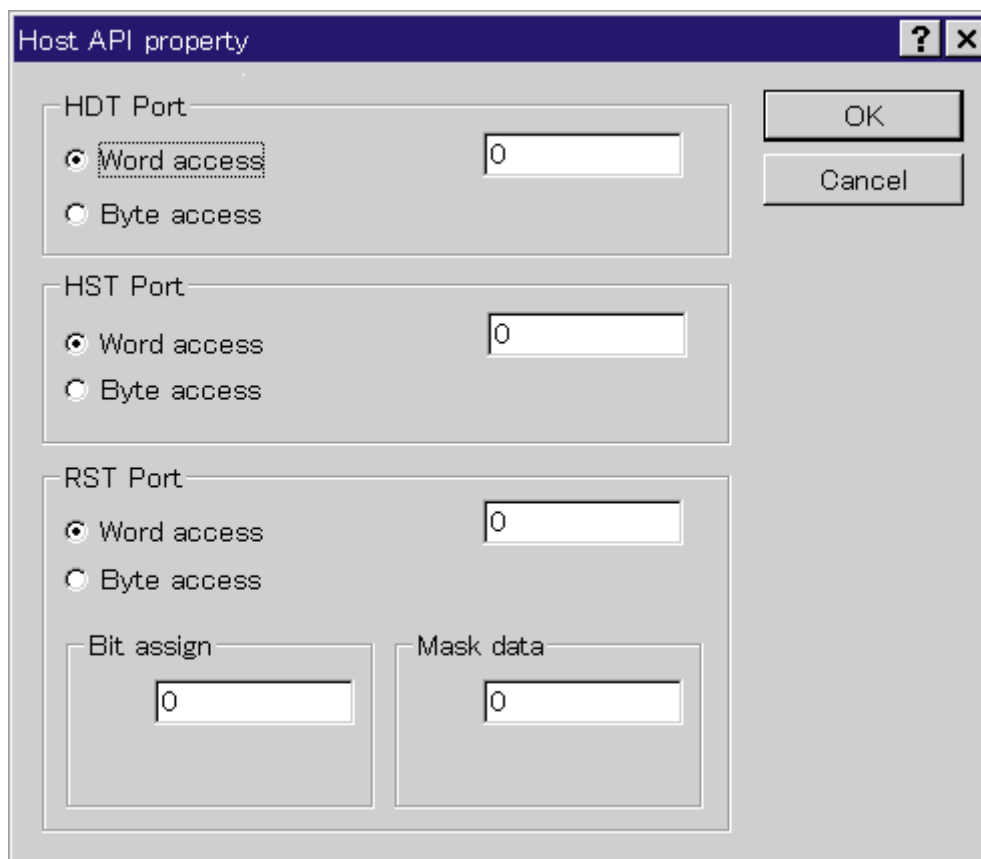 Host API property
HDT Port
Word access
0
Byte access
OK
Cancel
HST Port
Word access
0
Byte access
RST Port
Word access
0
Byte access
Bit assign
0
Mask data
0